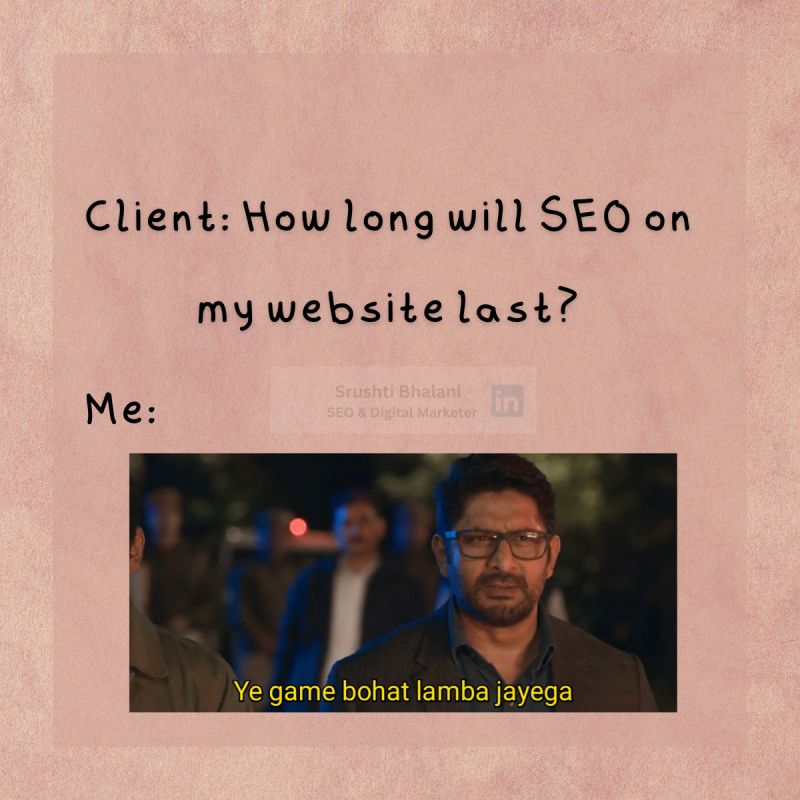 Client: How long will SEO on
my website last?
Srushti Bhalani
SEO & Digital Marketer
in
Me:
Ye game bohat lamba jayega